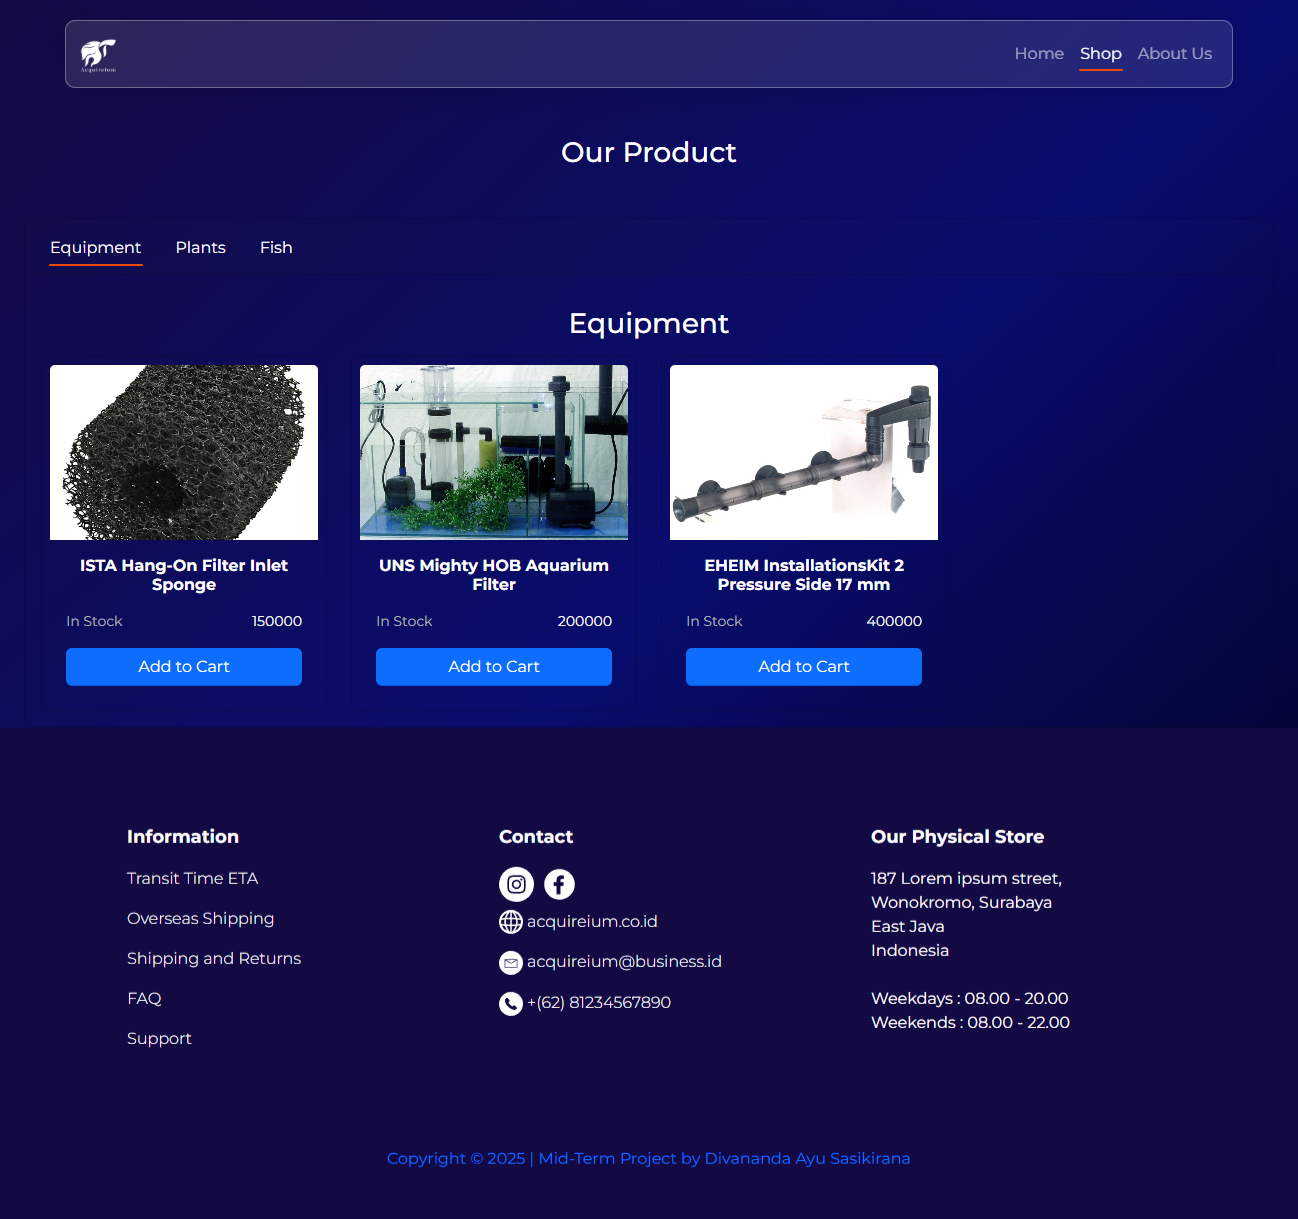 Acquireium
Home Shop About Us
Our Product
Equipment Plants Fish
Equipment
ISTA Hang-On Filter Inlet
Sponge
In Stock 150000
Add to Cart
UNS Mighty HOB Aquarium
Filter
In Stock 200000
Add to Cart
EHEIM InstallationsKit 2
Pressure Side 17 mm
In Stock 400000
Add to Cart
Information
Transit Time ETA
Overseas Shipping
Shipping and Returns
FAQ
Support
Contact
acquireium.co.id
acquireium@business.id
+(62) 81234567890
Our Physical Store
187 Lorem ipsum street,
Wonokromo, Surabaya
East Java
Indonesia
Weekdays : 08.00 - 20.00
Weekends : 08.00 - 22.00
Copyright © 2025 | Mid-Term Project by Divananda Ayu Sasikirana